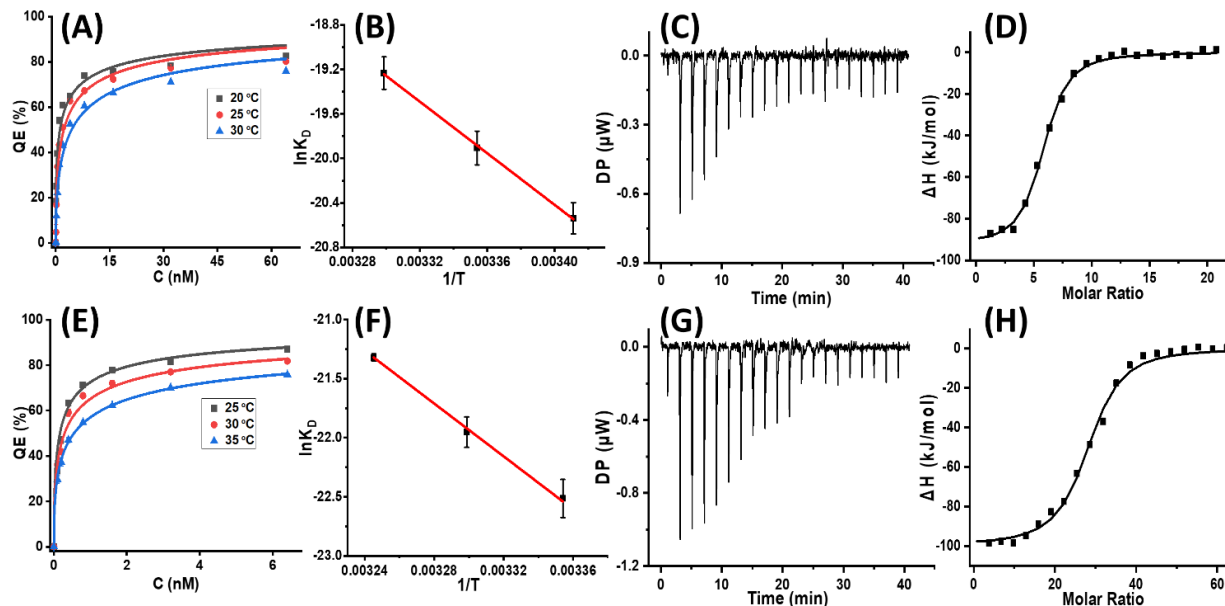 (A)
100
80
60
40
20
0
QE (%)
20 °C
25 °C
30 °C
0 15 30 45 60
C (nM)
(B)
-18.8
-19.2
-19.6
-20.0
-20.4
-20.8
lnK_D
0.00328 0.00332 0.00336 0.00340
1/T
(C)
0.0
-0.3
-0.6
-0.9
DP (µW)
0 10 20 30 40
Time (min)
(D)
0
-20
-40
-60
-80
-100
ΔH (kJ/mol)
0 5 10 15 20
Molar Ratio
(E)
100
80
60
40
20
0
QE (%)
25 °C
30 °C
35 °C
0 2 4 6
C (nM)
(F)
-21.0
-21.5
-22.0
-22.5
-23.0
lnK_D
0.00324 0.00328 0.00332 0.00336
1/T
(G)
0.0
-0.4
-0.8
-1.2
DP (µW)
0 10 20 30 40
Time (min)
(H)
0
-20
-40
-60
-80
-100
ΔH (kJ/mol)
0 20 40 60
Molar Ratio